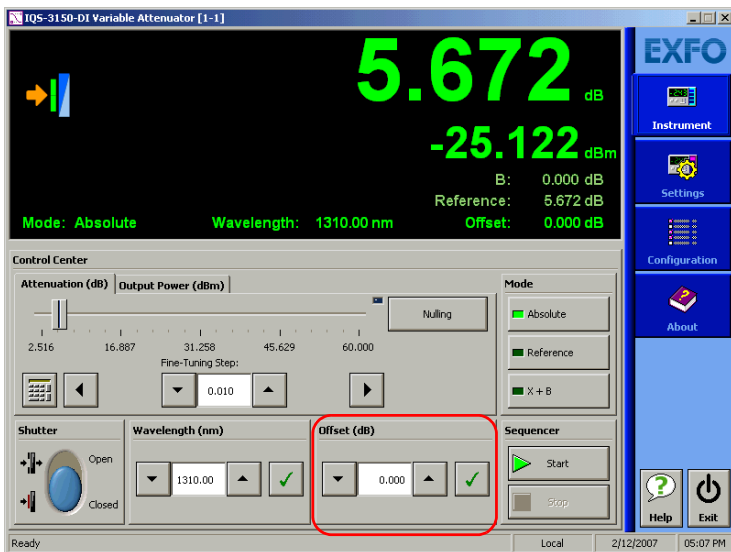 IQS-3150-DI Variable Attenuator [1-1]
5.672 dB
-25.122 dBm
B: 0.000 dB
Reference: 5.672 dB
Mode: Absolute Wavelength: 1310.00 nm Offset: 0.000 dB
EXFO
Instrument
Settings
Configuration
About
Control Center
Attenuation (dB) Output Power (dBm)
Nulling
2.516 16.887 31.258 45.629 60.000
Fine-Tuning Step:
0.010
Mode
Absolute
Reference
X + B
Shutter
Open
Closed
Wavelength (nm)
1310.00
Offset (dB)
0.000
Sequencer
Start
Stop
Help Exit
Ready Local 2/12/2007 05:07 PM